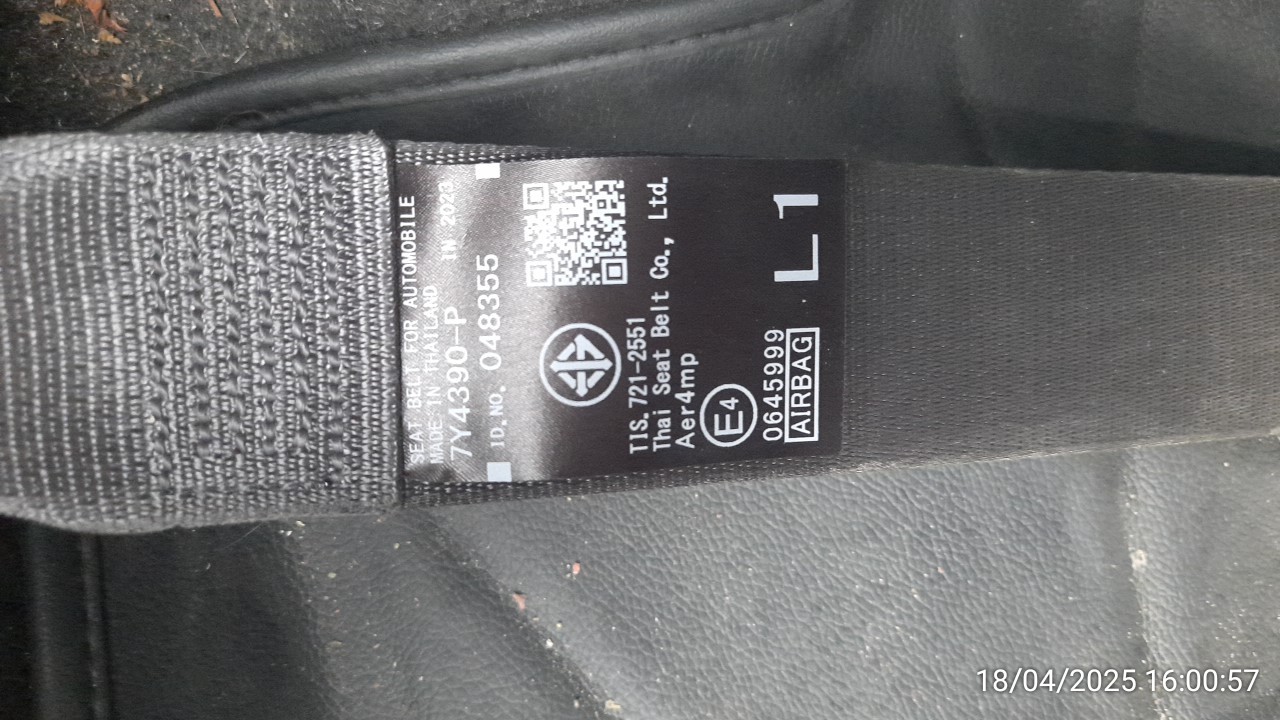 SEAT BELT FOR AUTOMOBILE
MADE IN THAILAND IN 2023
7Y4390-P
ID.NO. 048355
TIS.721-2551
Thai Seat Belt Co., Ltd.
Aer4mp
E4
0645999
AIRBAG
L1
18/04/2025 16:00:57